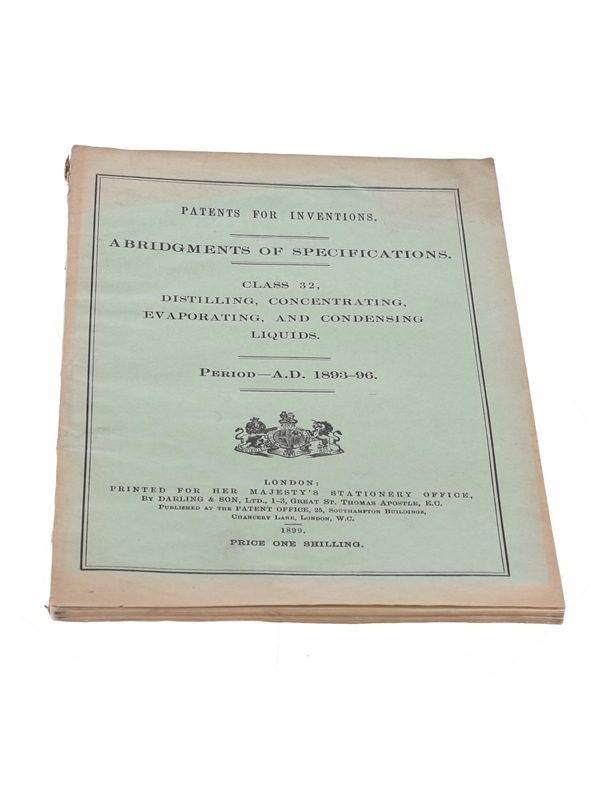 PATENTS FOR INVENTIONS.
ABRIDGMENTS OF SPECIFICATIONS.
CLASS 32,
DISTILLING, CONCENTRATING,
EVAPORATING, AND CONDENSING
LIQUIDS.
PERIOD—A.D. 1893-96.
LONDON:
PRINTED FOR HER MAJESTY'S STATIONERY OFFICE,
BY DARLING & SON, LTD., 1-3, GREAT ST. THOMAS APOSTLE, E.C.
PUBLISHED AT THE PATENT OFFICE, 25, SOUTHAMPTON BUILDINGS,
CHANCERY LANE, LONDON, W.C.
1899.
PRICE ONE SHILLING.